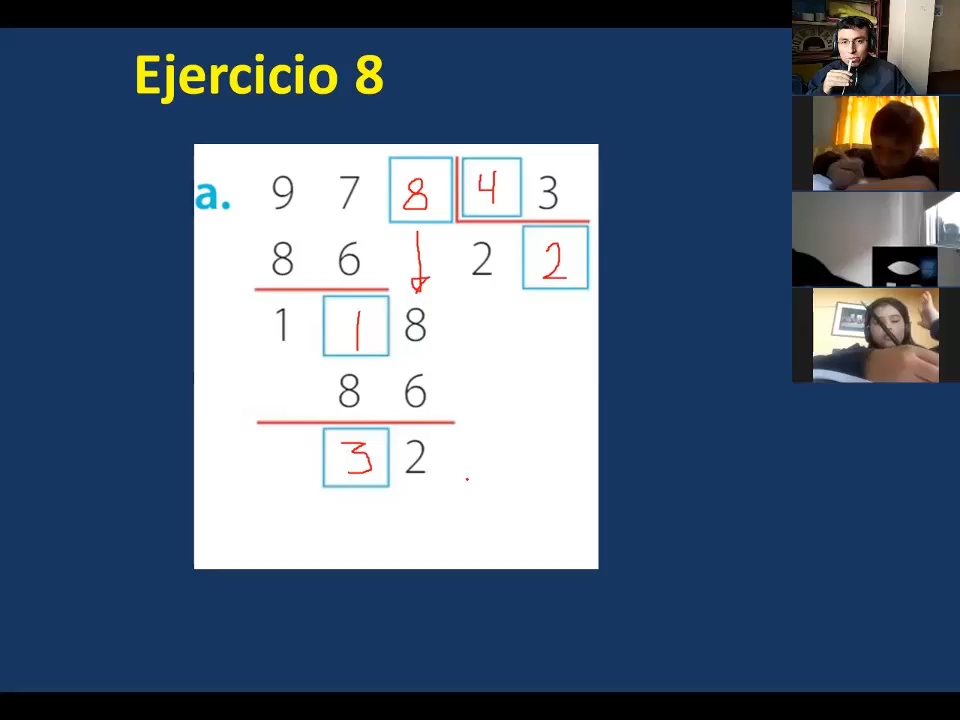 Ejercicio 8
a. 9 7 8 4 3
8 6 2 2
1 1 8
8 6
3 2